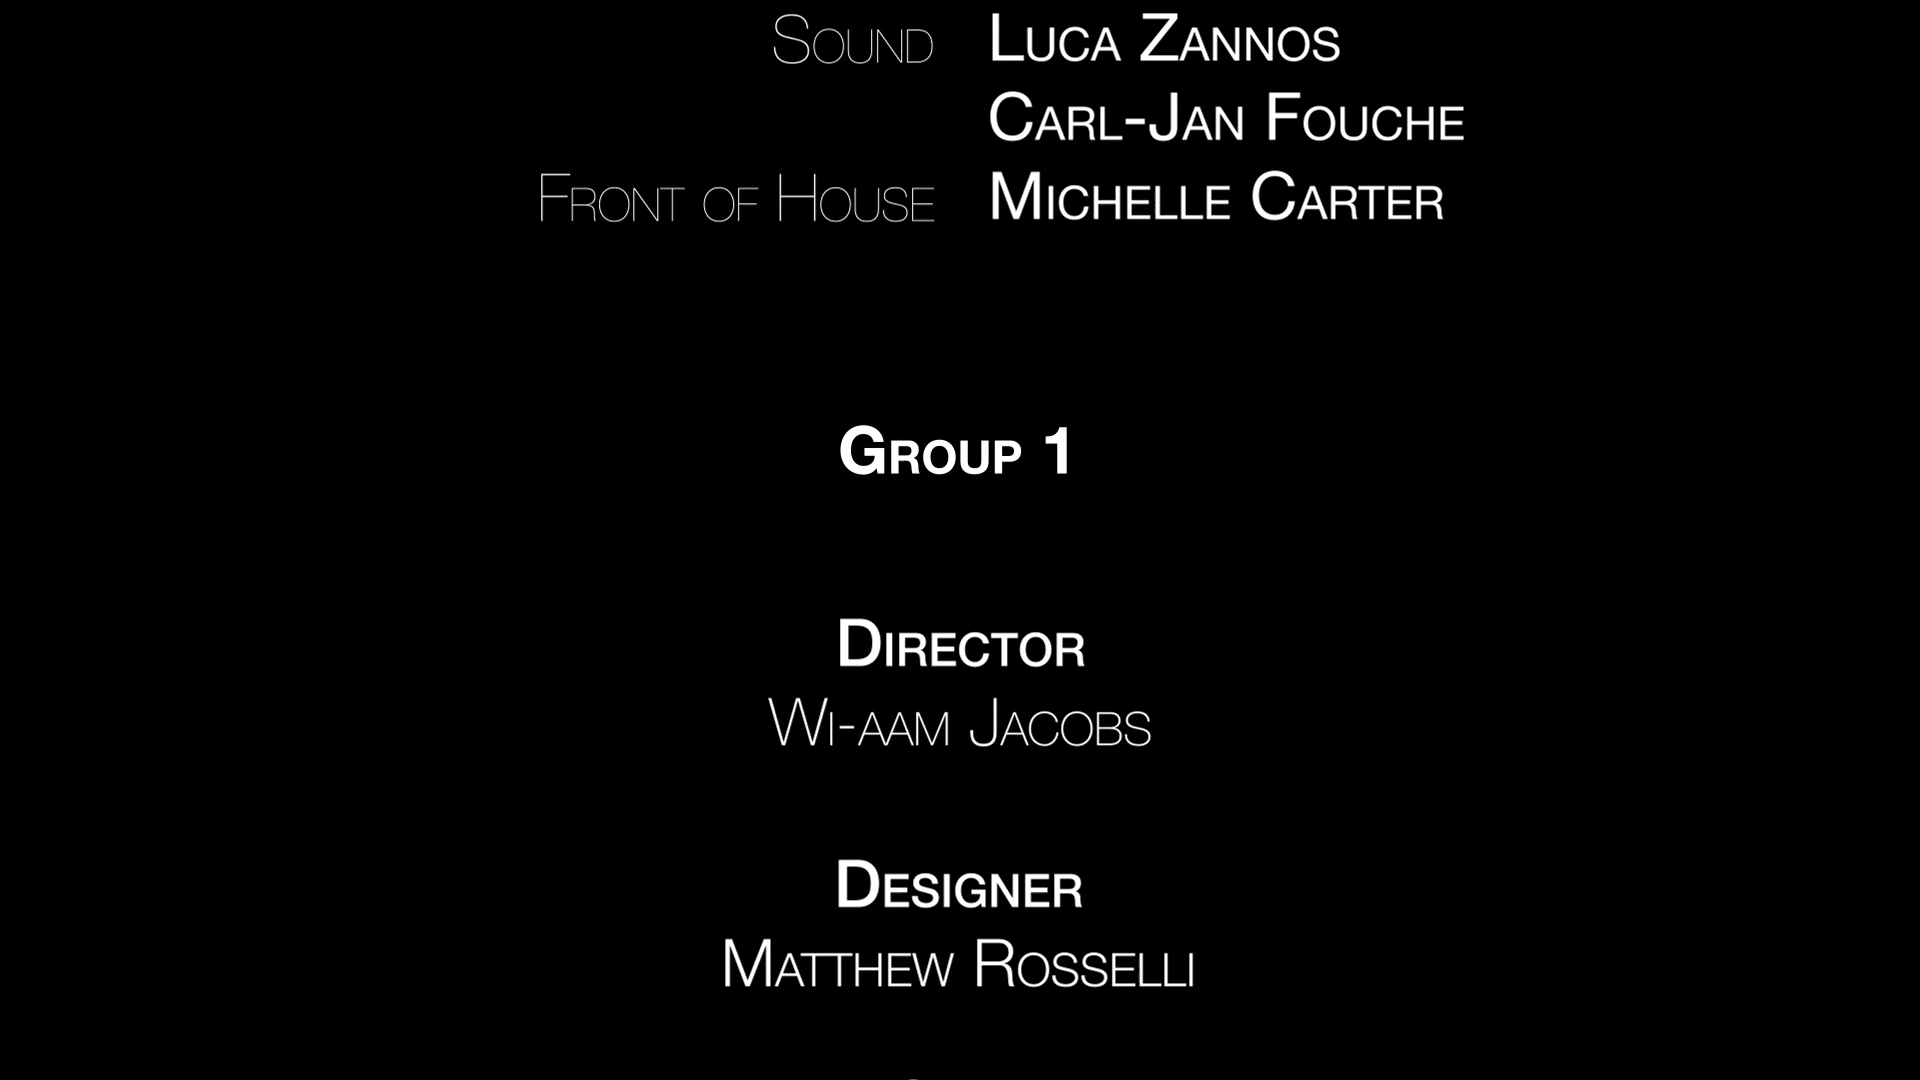 Sound Luca Zannos
Carl-Jan Fouche
Front of House Michelle Carter
Group 1
Director
Wi-aam Jacobs
Designer
Matthew Rosselli